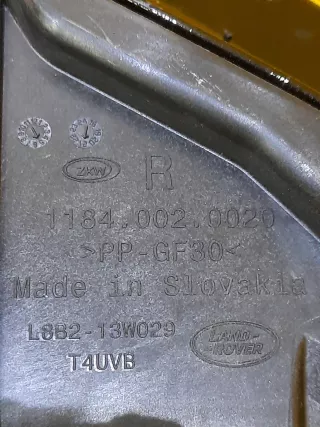 ZKW R
1184.002.0020
>PP-GF30<
Made in Slovakia
L8B2-13W029
LAND-
-ROVER
T4UVB